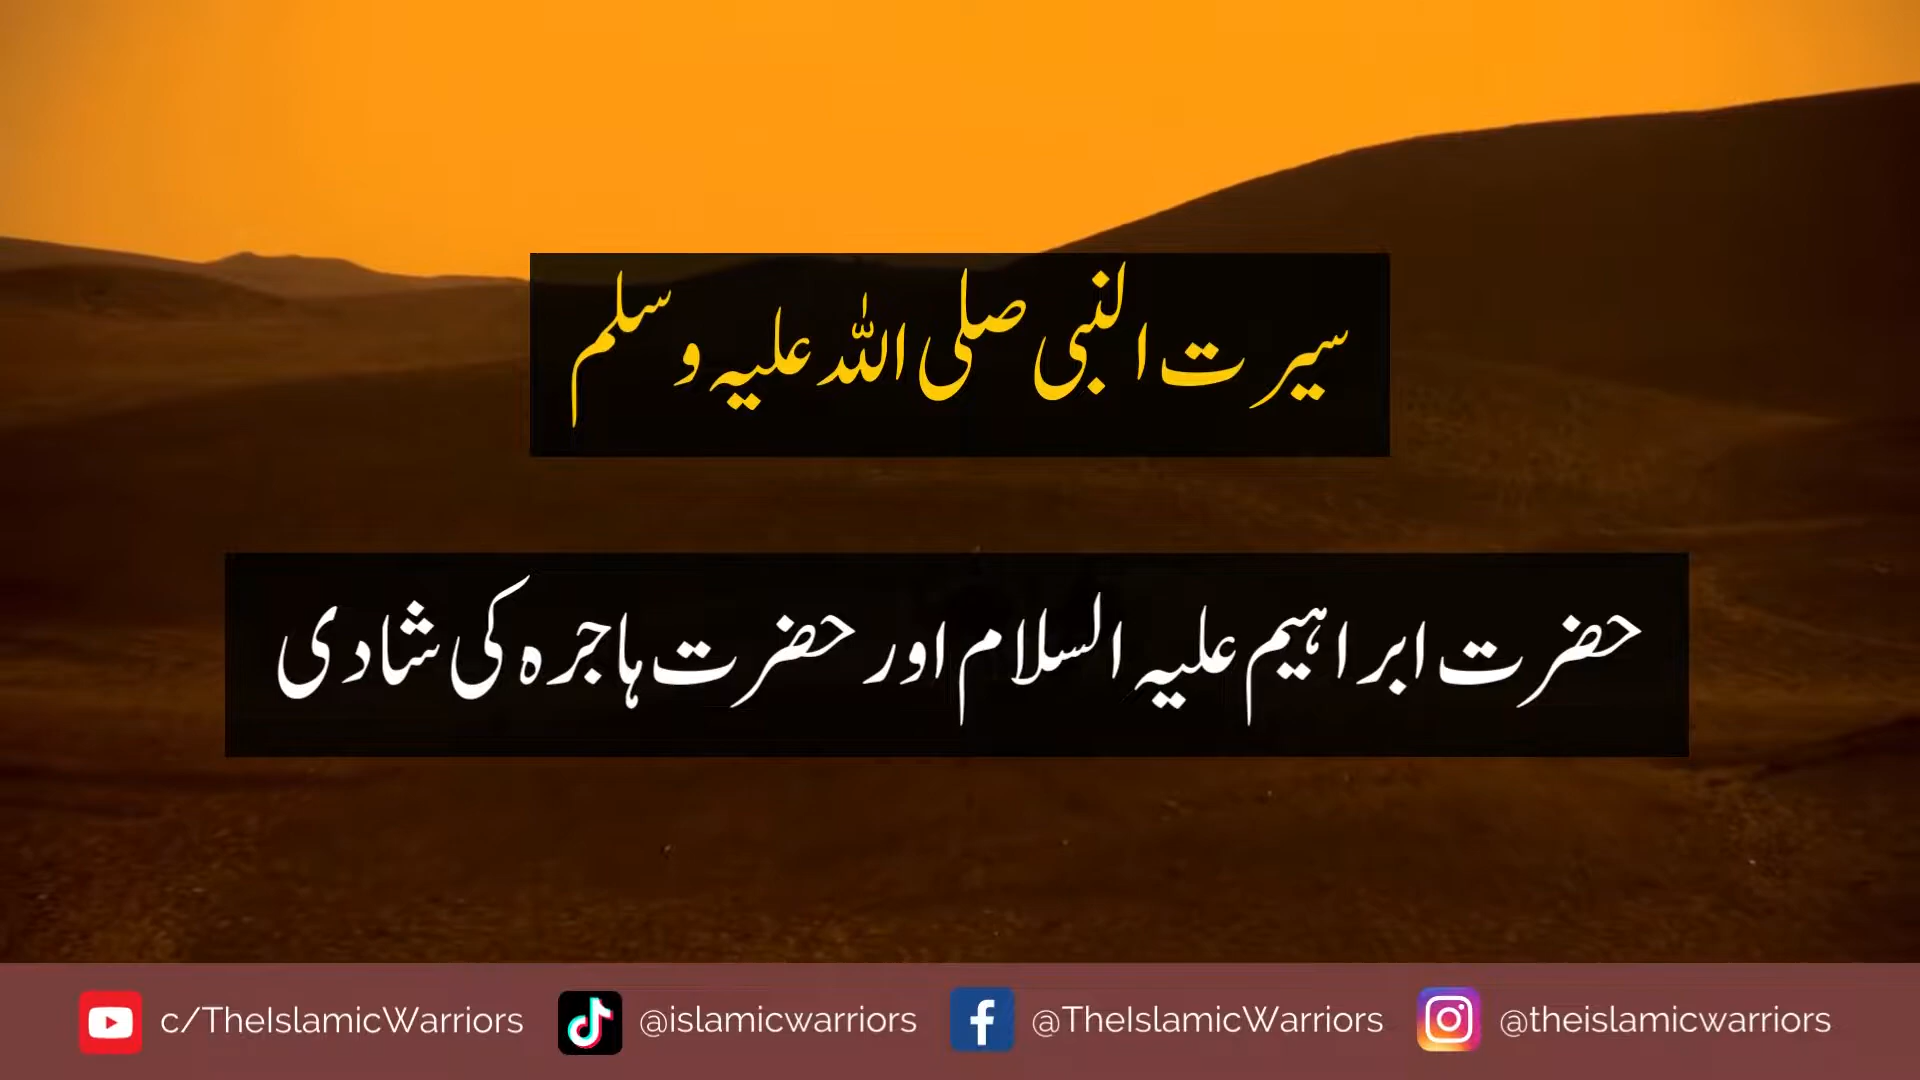 سیرت النبی صلی اللہ علیہ وسلم
حضرت ابراہیم علیہ السلام اور حضرت ہاجرہ کی شادی
c/TheIslamicWarriors @islamicwarriors @TheIslamicWarriors @theislamicwarriors